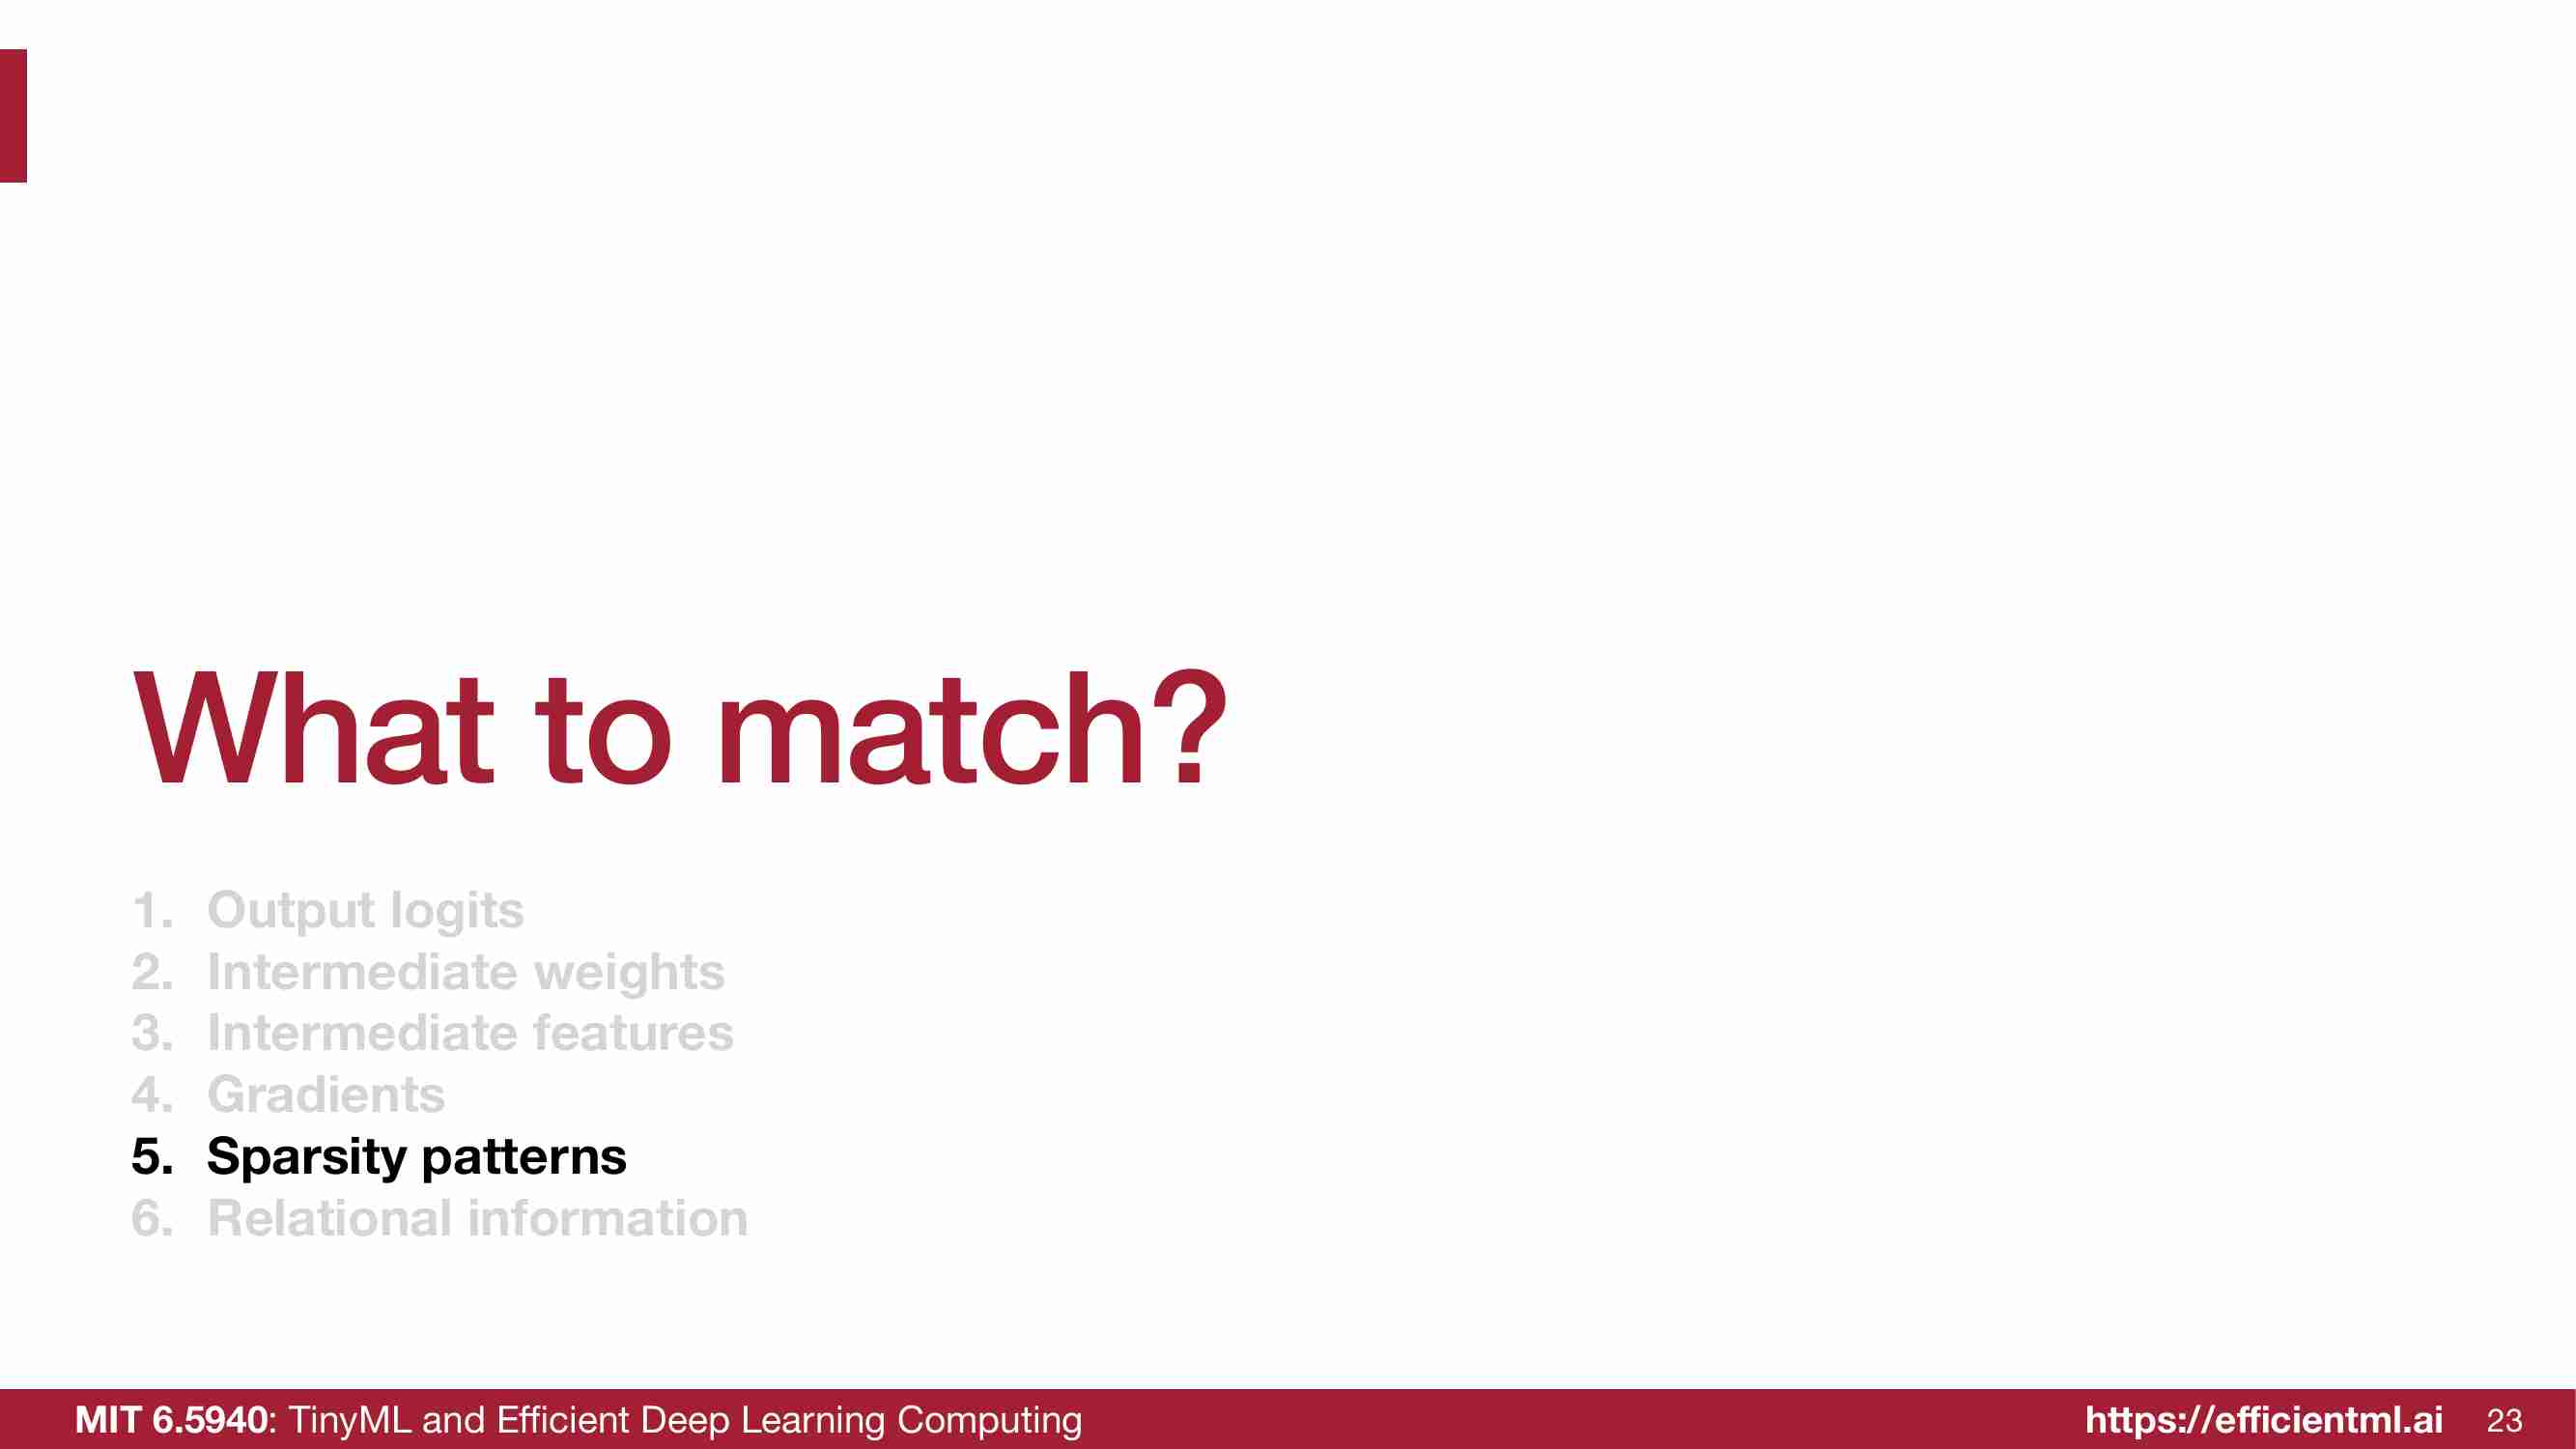 What to match?
1. Output logits
2. Intermediate weights
3. Intermediate features
4. Gradients
5. Sparsity patterns
6. Relational information
MIT 6.5940: TinyML and Efficient Deep Learning Computing
https://efficientml.ai 23